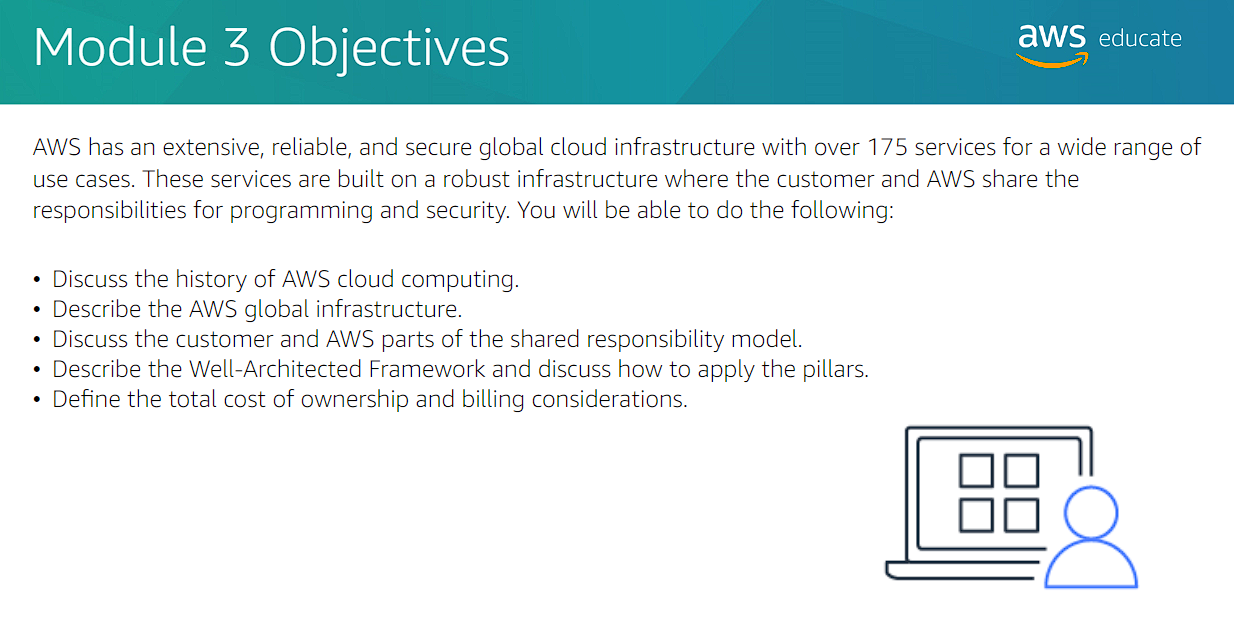 Module 3 Objectives
aws educate
AWS has an extensive, reliable, and secure global cloud infrastructure with over 175 services for a wide range of
use cases. These services are built on a robust infrastructure where the customer and AWS share the
responsibilities for programming and security. You will be able to do the following:
• Discuss the history of AWS cloud computing.
• Describe the AWS global infrastructure.
• Discuss the customer and AWS parts of the shared responsibility model.
• Describe the Well-Architected Framework and discuss how to apply the pillars.
• Define the total cost of ownership and billing considerations.